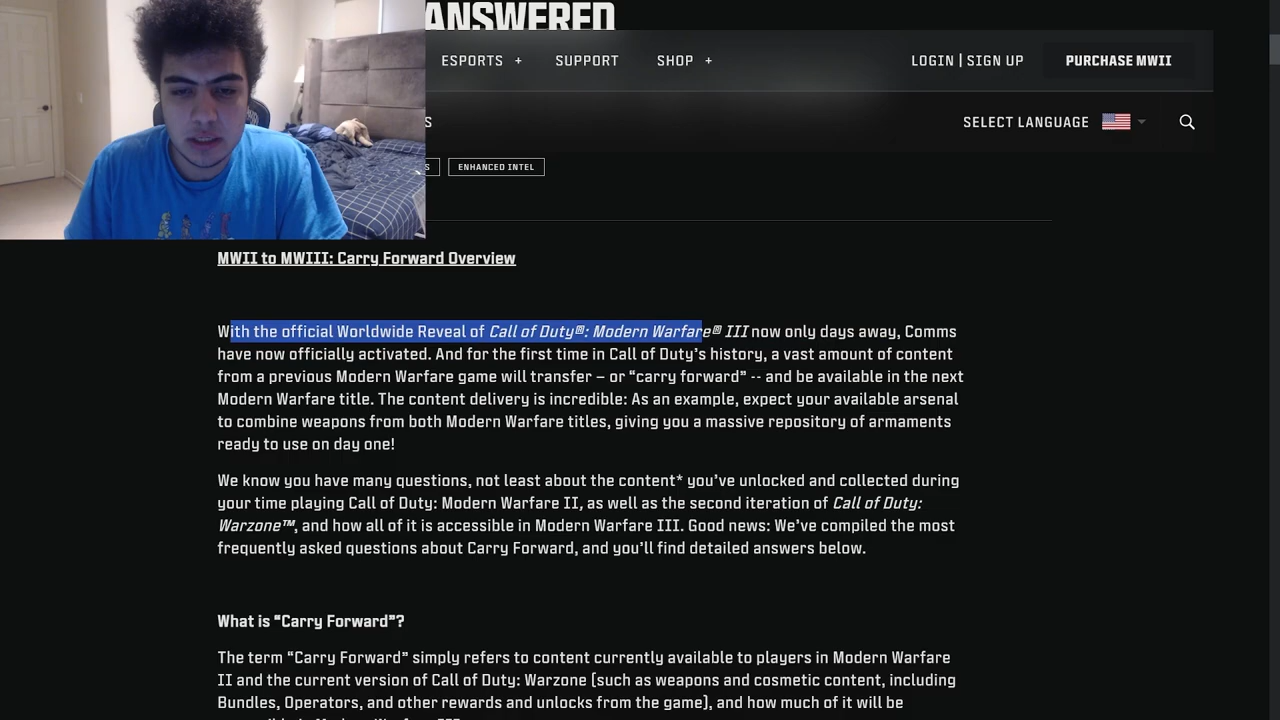 ANSWERED
ESPORTS +
SUPPORT
SHOP +
LOGIN | SIGN UP
PURCHASE MWII
S
SELECT LANGUAGE
S
ENHANCED INTEL
MWII to MWIII: Carry Forward Overview
With the official Worldwide Reveal of Call of Duty®: Modern Warfare® III now only days away, Comms
have now officially activated. And for the first time in Call of Duty’s history, a vast amount of content
from a previous Modern Warfare game will transfer – or “carry forward” -- and be available in the next
Modern Warfare title. The content delivery is incredible: As an example, expect your available arsenal
to combine weapons from both Modern Warfare titles, giving you a massive repository of armaments
ready to use on day one!
We know you have many questions, not least about the content* you’ve unlocked and collected during
your time playing Call of Duty: Modern Warfare II, as well as the second iteration of Call of Duty:
Warzone™, and how all of it is accessible in Modern Warfare III. Good news: We’ve compiled the most
frequently asked questions about Carry Forward, and you’ll find detailed answers below.
What is “Carry Forward”?
The term “Carry Forward” simply refers to content currently available to players in Modern Warfare
II and the current version of Call of Duty: Warzone (such as weapons and cosmetic content, including
Bundles, Operators, and other rewards and unlocks from the game), and how much of it will be